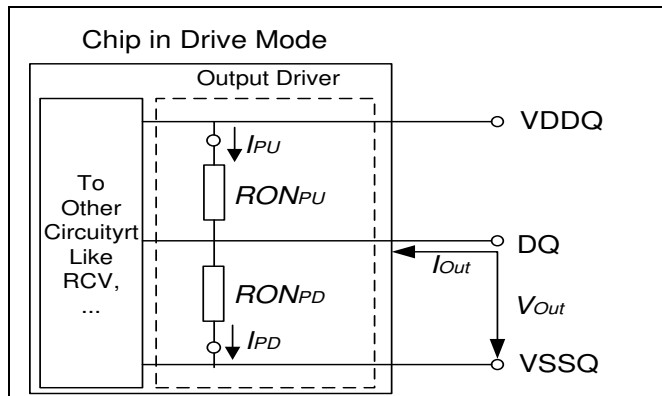 Chip in Drive Mode
Output Driver
VDDQ
IPU
To
Other
Circuityrt
Like
RCV,
...
RONPU
DQ
IOut
RONPD
VOut
IPD
VSSQ